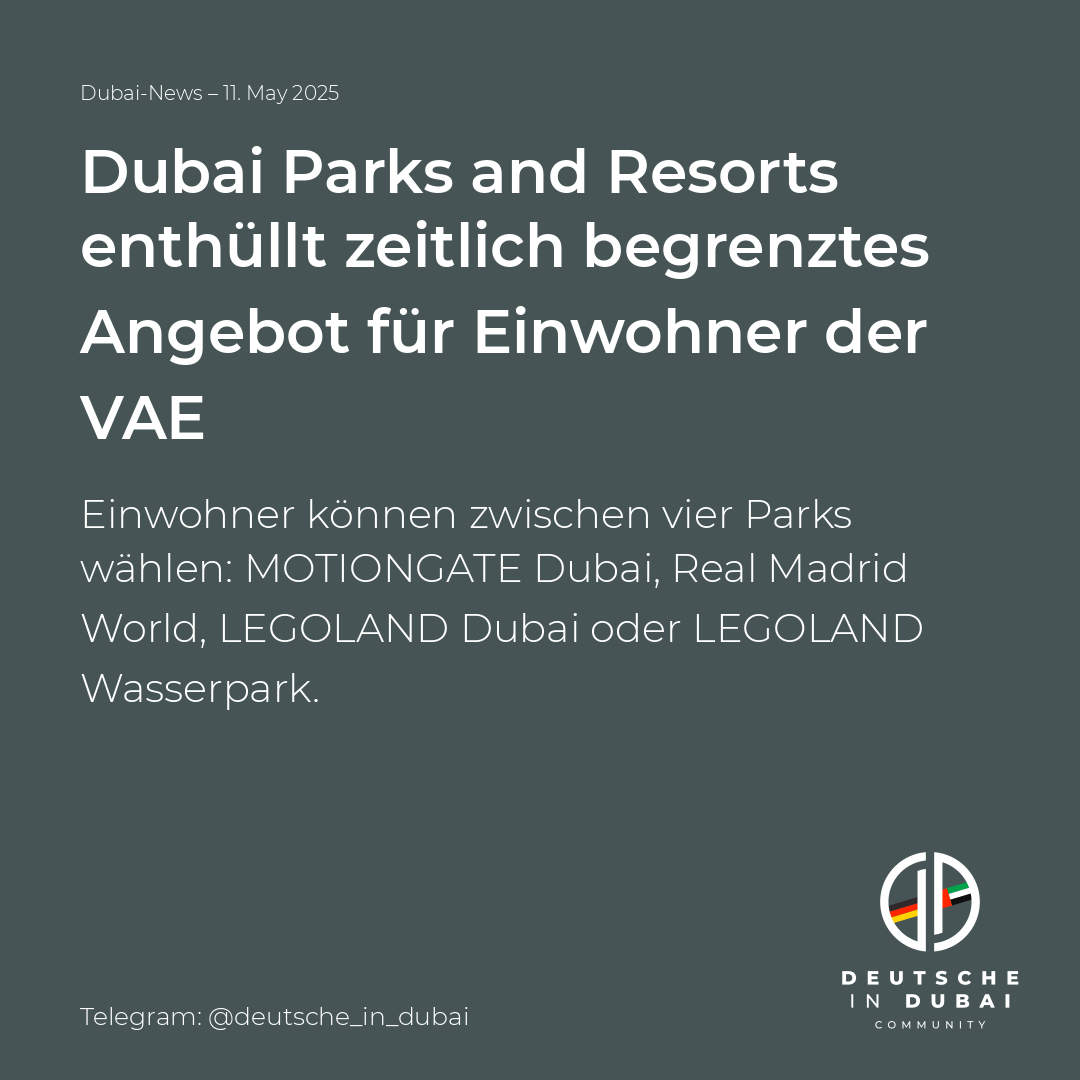 Dubai-News – 11. May 2025
Dubai Parks and Resorts
enthüllt zeitlich begrenztes
Angebot für Einwohner der
VAE
Einwohner können zwischen vier Parks
wählen: MOTIONGATE Dubai, Real Madrid
World, LEGOLAND Dubai oder LEGOLAND
Wasserpark.
DEUTSCHE
IN DUBAI
COMMUNITY
Telegram: @deutsche_in_dubai